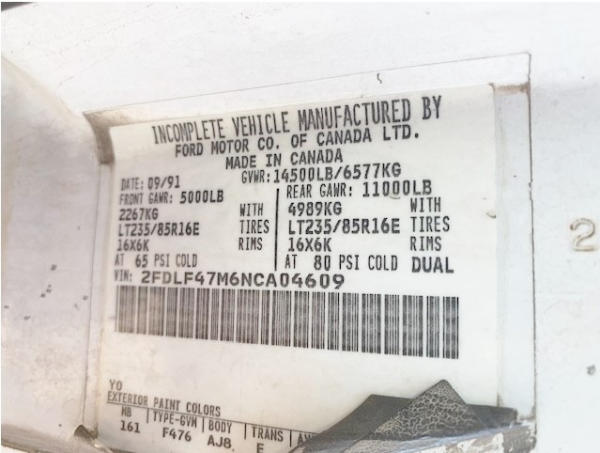 INCOMPLETE VEHICLE MANUFACTURED BY
FORD MOTOR CO. OF CANADA LTD.
MADE IN CANADA
DATE: 09/91 GVWR:14500LB/6577KG
FRONT GAWR: 5000LB REAR GAWR: 11000LB
2267KG WITH 4989KG WITH
LT235/85R16E TIRES LT235/85R16E TIRES
16X6K RIMS 16X6K RIMS
AT 65 PSI COLD AT 80 PSI COLD DUAL
VIN: 2FDLF47M6NCA04609
YO
EXTERIOR PAINT COLORS
WB TYPE-GVM BODY TRANS
161 F476 AJ8 E
2